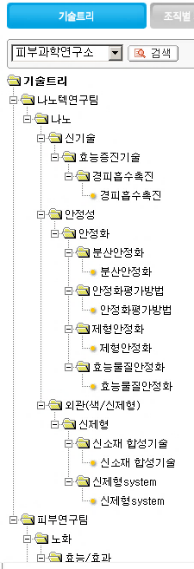 기술트리 조직별
피부과학연구소 검색
기술트리
나노텍연구팀
나노
신기술
효능증진기술
경피흡수촉진
경피흡수촉진
안정성
안정화
분산안정화
분산안정화
안정화평가방법
안정화평가방법
제형안정화
제형안정화
효능물질안정화
효능물질안정화
외관(색/신제형)
신제형
신소재 합성기술
신소재 합성기술
신제형system
신제형system
피부연구팀
노화
효능/효과